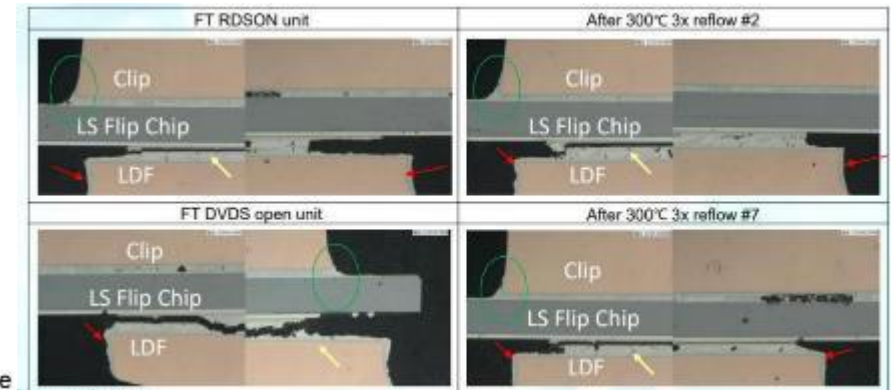 FT RDSON unit
After 300℃ 3x reflow #2
Clip
Clip
LS Flip Chip
LS Flip Chip
LDF
LDF
FT DVDS open unit
After 300℃ 3x reflow #7
Clip
Clip
LS Flip Chip
LS Flip Chip
LDF
LDF
e